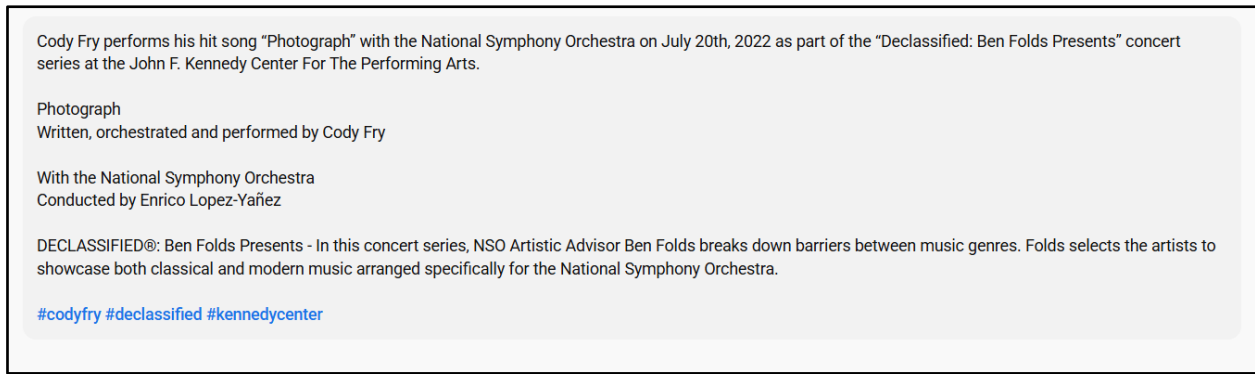 Cody Fry performs his hit song “Photograph” with the National Symphony Orchestra on July 20th, 2022 as part of the “Declassified: Ben Folds Presents” concert
series at the John F. Kennedy Center For The Performing Arts.
Photograph
Written, orchestrated and performed by Cody Fry
With the National Symphony Orchestra
Conducted by Enrico Lopez-Yañez
DECLASSIFIED®: Ben Folds Presents - In this concert series, NSO Artistic Advisor Ben Folds breaks down barriers between music genres. Folds selects the artists to
showcase both classical and modern music arranged specifically for the National Symphony Orchestra.
#codyfry #declassified #kennedycenter